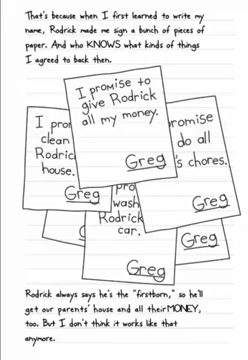 That's because when I first learned to write my
name, Rodrick made me sign a bunch of pieces of
paper. And who KNOWS what kinds of things
I agreed to back then.
I promise to
give Rodrick
all my money.
Greg
I pro
clean
Rodric
house.
Greg
romise
do all
's chores.
Greg
pro
wash
Rodrick
car.
Greg
Greg
Rodrick always says he's the "firstborn," so he'll
get our parents' house and all their MONEY,
too. But I don't think it works like that
anymore.